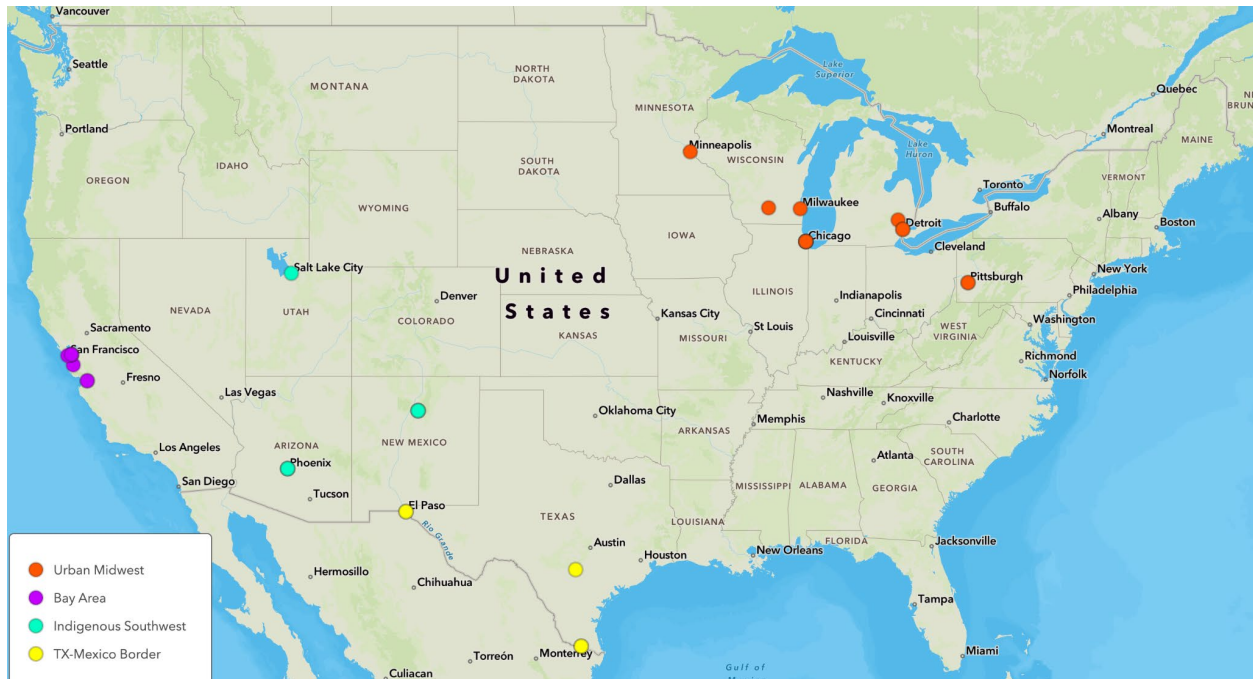 Vancouver
Seattle
Portland
OREGON
IDAHO
MONTANA
NORTH
DAKOTA
SOUTH
DAKOTA
WYOMING
MINNESOTA
Minneapolis
WISCONSIN
Milwaukee
Chicago
Lake
Superior
Lake
Huron
Detroit
Toronto
Buffalo
Cleveland
Pittsburgh
Quebec
Montreal
MAINE
NE
BRUN
VERMONT
Albany
Boston
New York
Philadelphia
Washington
Richmond
Norfolk
IOWA
NEBRASKA
United
States
ILLINOIS
Indianapolis
Cincinnati
Louisville
WEST
VIRGINIA
KENTUCKY
St Louis
Kansas City
MISSOURI
KANSAS
Denver
COLORADO
Salt Lake City
UTAH
NEVADA
Sacramento
San Francisco
Fresno
Las Vegas
Los Angeles
San Diego
ARIZONA
Phoenix
Tucson
NEW MEXICO
El Paso
Rio Grande
Oklahoma City
ARKANSAS
Memphis
Nashville
Knoxville
Charlotte
SOUTH
CAROLINA
Atlanta
GEORGIA
ALABAMA
MISSISSIPPI
LOUISIANA
Dallas
TEXAS
Austin
Houston
New Orleans
FLORIDA
Jacksonville
Tampa
Miami
Gulf of
Hermosillo
Chihuahua
Torreón
Monterrey
Culiacan
Urban Midwest
Bay Area
Indigenous Southwest
TX-Mexico Border